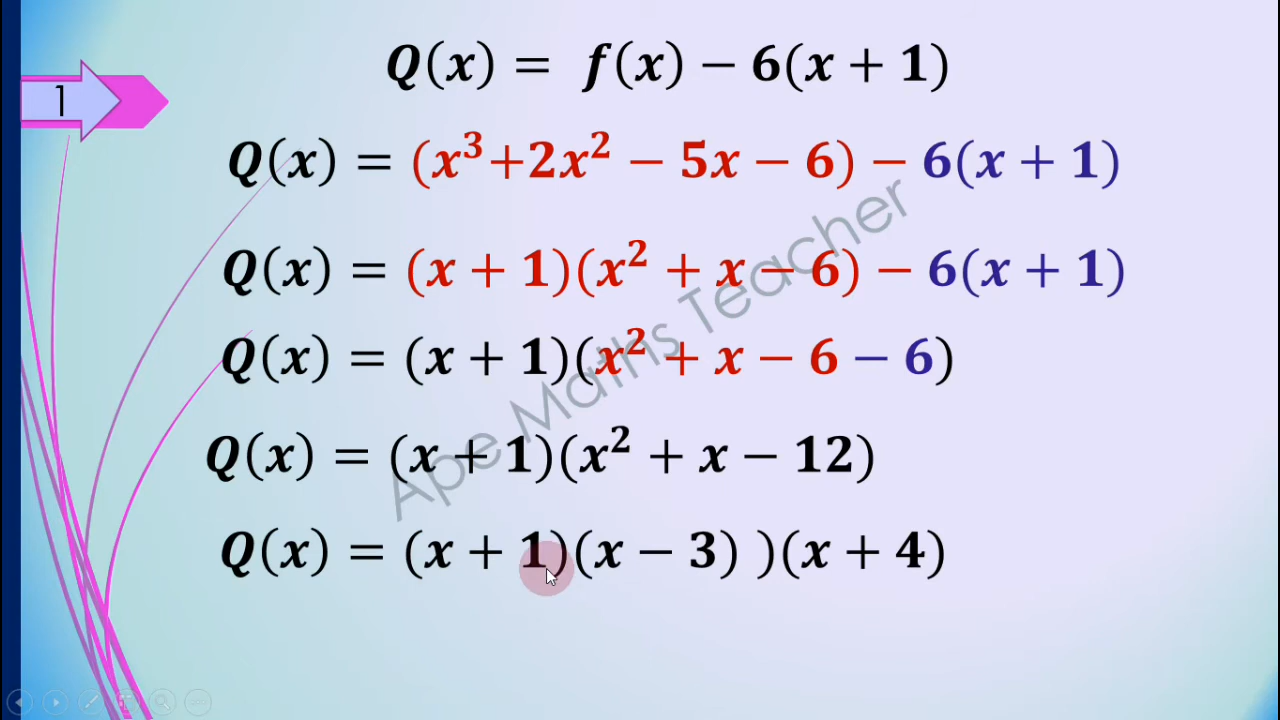 Q(x) = f(x) − 6(x + 1)
1
Q(x) = (x³+2x² − 5x − 6) − 6(x + 1)
Q(x) = (x + 1)(x² + x − 6) − 6(x + 1)
Q(x) = (x + 1)(x² + x − 6 − 6)
Q(x) = (x + 1)(x² + x − 12)
Q(x) = (x + 1)(x − 3) )(x + 4)
Ape Maths Teacher